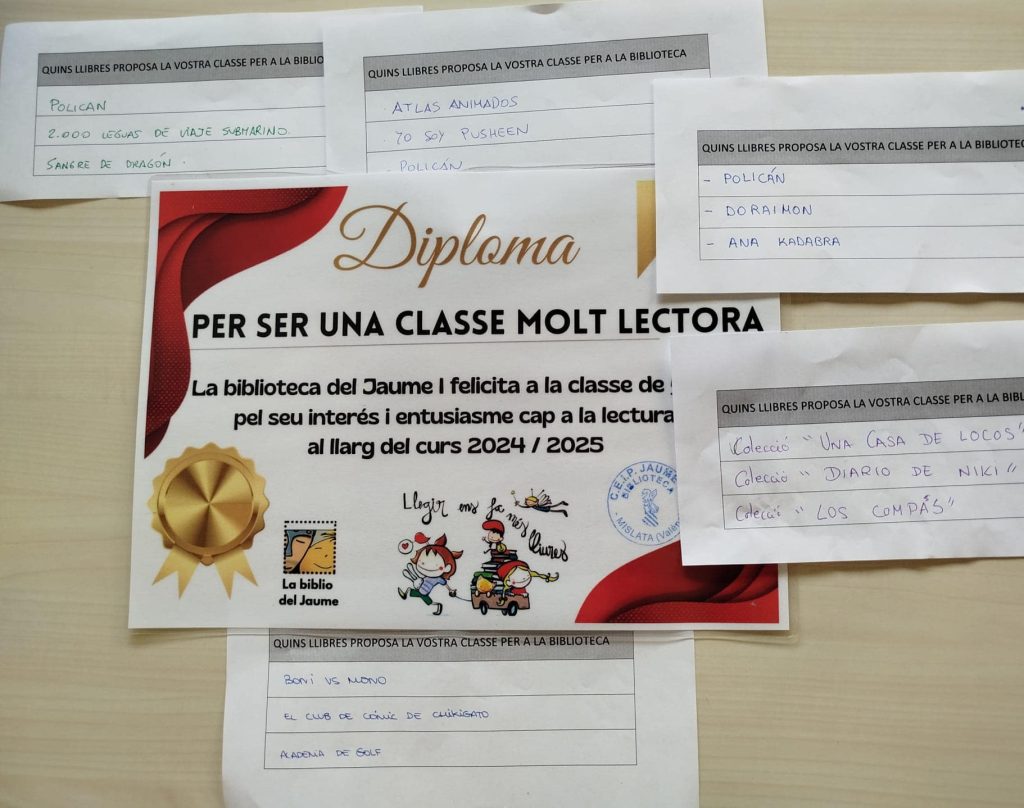 QUINS LLIBRES PROPOSA LA VOSTRA CLASSE PER A LA BIBLIO
POLICAN
2.000 LEGUAS DE VIAJE SUBMARINO.
SANGRE DE DRAGÓN.
QUINS LLIBRES PROPOSA LA VOSTRA CLASSE PER A LA BIBLIOTECA
· ATLAS ANIMADOS
· YO SOY PUSHEEN
· POLICÁN
QUINS LLIBRES PROPOSA LA VOSTRA CLASSE PER A LA BIBLIOTECA
- POLICÁN
- DORAIMON
- ANA KADABRA
Diploma
PER SER UNA CLASSE MOLT LECTORA
La biblioteca del Jaume I felicita a la classe de
pel seu interés i entusiasme cap a la lectura
al llarg del curs 2024 / 2025
Llegir ens fa més lliures
La biblio
del Jaume
C.E.I.P. JAUME
BIBLIOTECA
- MISLATA (Valèn
QUINS LLIBRES PROPOSA LA VOSTRA CLASSE PER A LA BIBL
Colecció "UNA CASA DE LOCOS"
Colecció "DIARIO DE NIKI"
Colecció "LOS COMPAS"
QUINS LLIBRES PROPOSA LA VOSTRA CLASSE PER A LA BIBLIOTECA
VS MONO
EL CLUB DE CÓMIC DE CHIKIGATO
ACADEMIA DE GOLF